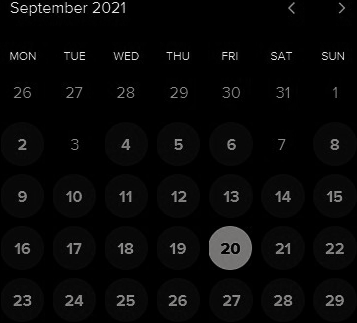 September 2021
MON TUE WED THU FRI SAT SUN
26 27 28 29 30 31 1
2 3 4 5 6 7 8
9 10 11 12 13 14 15
16 17 18 19 20 21 22
23 24 25 26 27 28 29